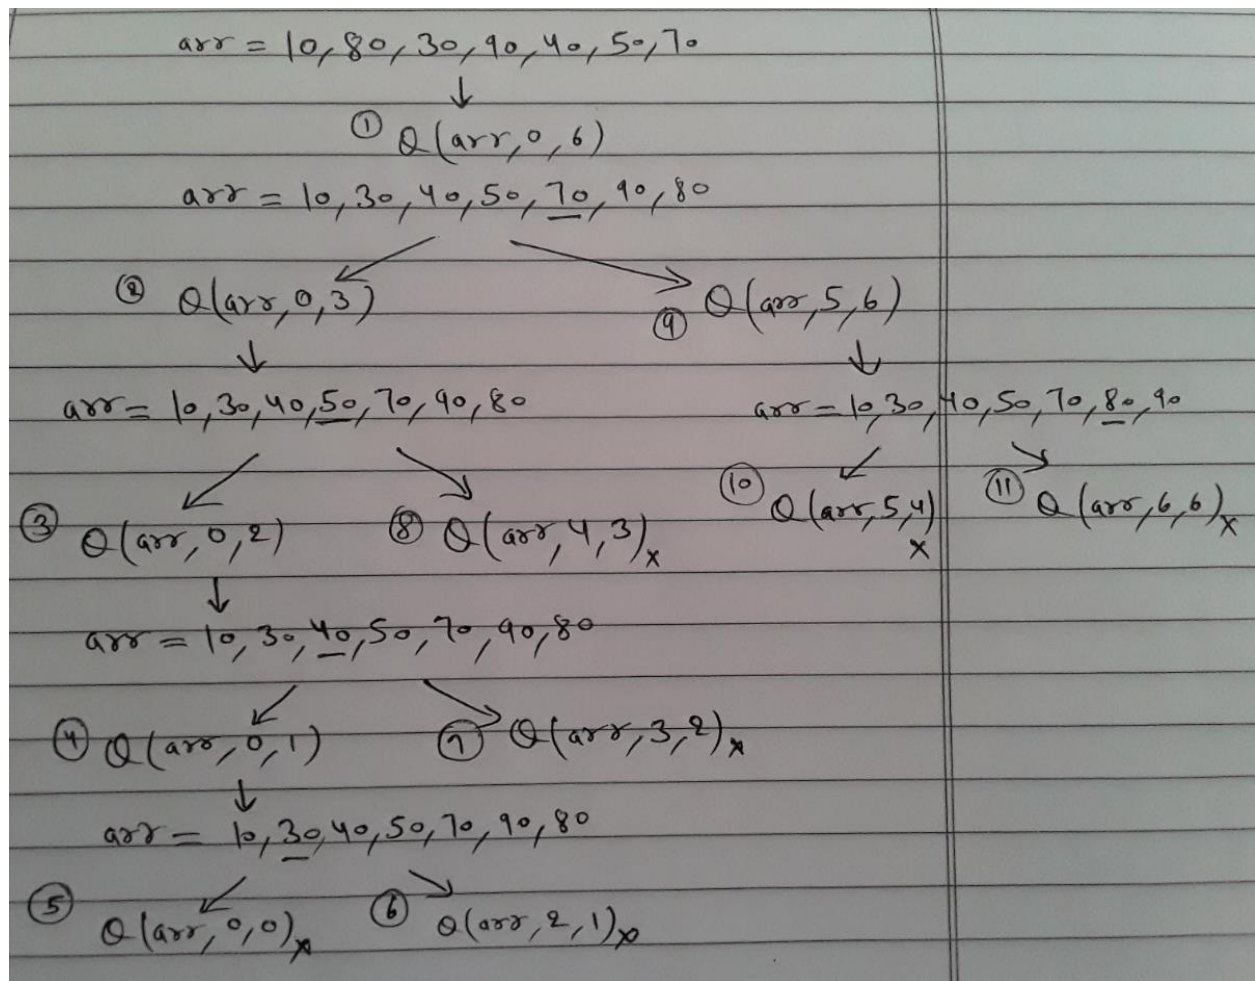 arr = 10, 80, 30, 90, 40, 50, 70
↓
① Q(arr, 0, 6)
arr = 10, 30, 40, 50, 70, 90, 80
② Q(arr, 0, 3)
⑨ Q(arr, 5, 6)
arr = 10, 30, 40, 50, 70, 90, 80
arr = 10, 30, 40, 50, 70, 80, 90
③ Q(arr, 0, 2)
⑧ Q(arr, 4, 3)x
⑩ Q(arr, 5, 4)x
⑪ Q(arr, 6, 6)x
arr = 10, 30, 40, 50, 70, 90, 80
④ Q(arr, 0, 1)
⑦ Q(arr, 3, 2)x
arr = 10, 30, 40, 50, 70, 90, 80
⑤ Q(arr, 0, 0)x
⑥ Q(arr, 2, 1)x